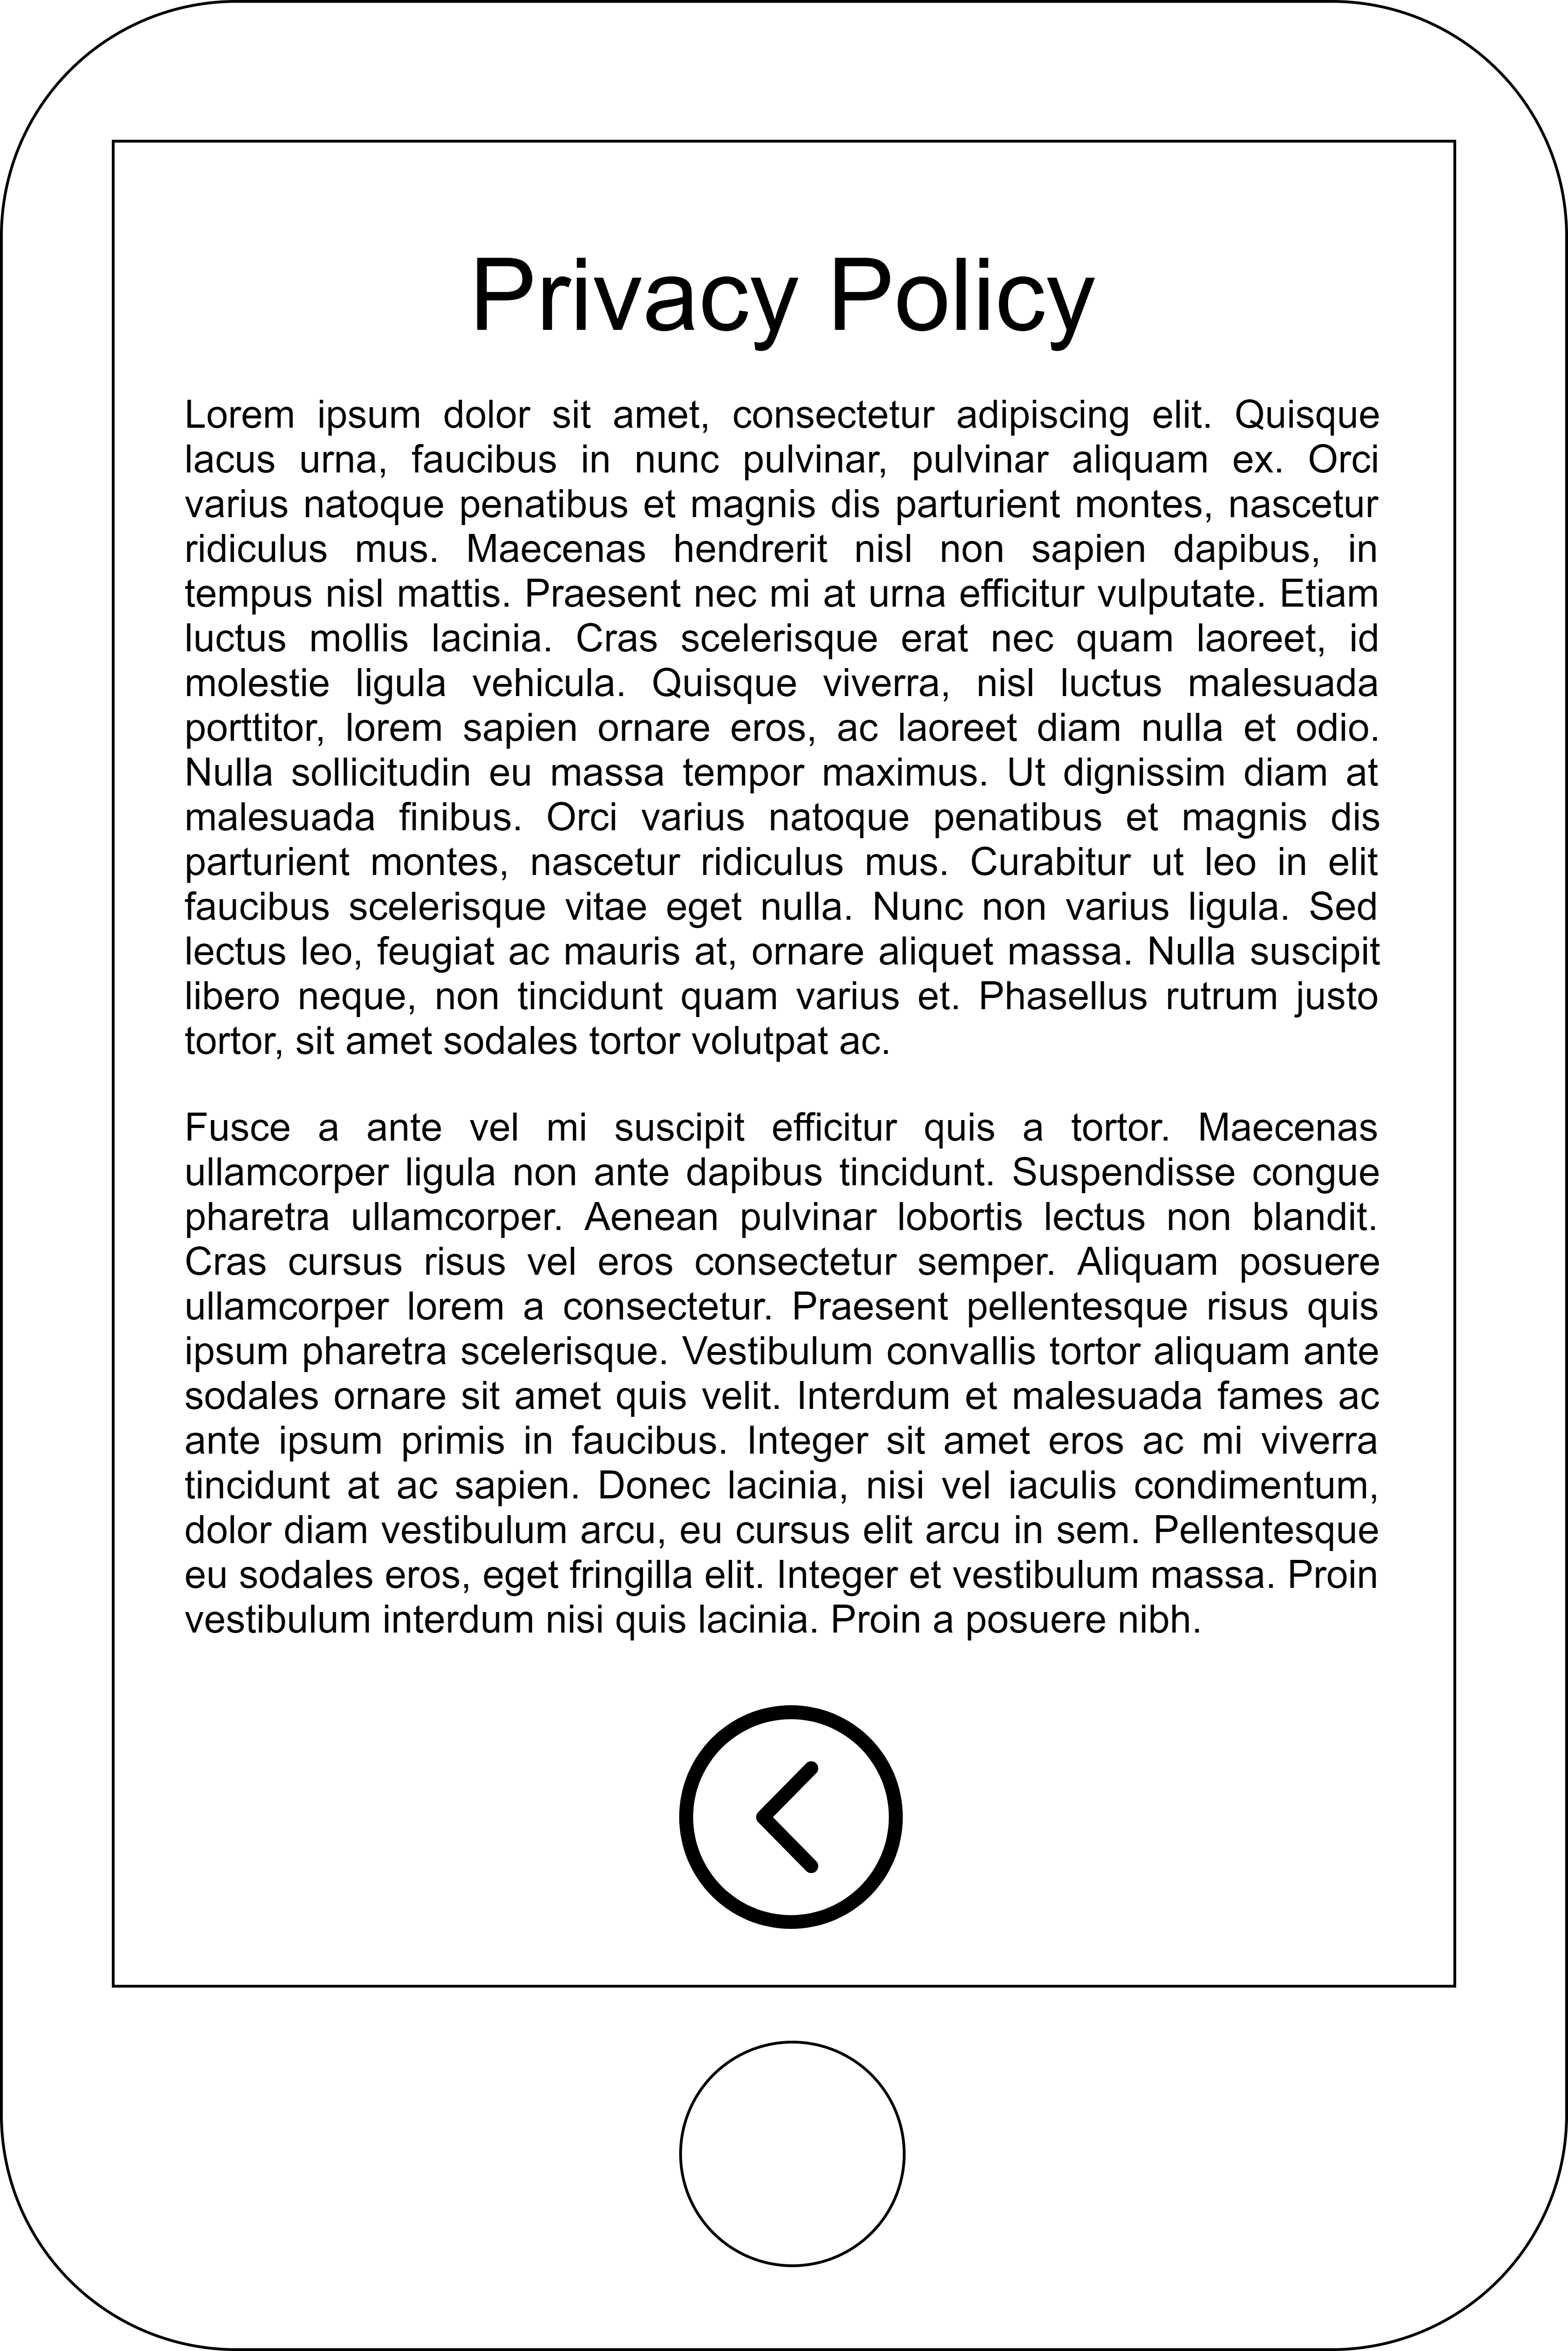 Privacy Policy
Lorem ipsum dolor sit amet, consectetur adipiscing elit. Quisque
lacus urna, faucibus in nunc pulvinar, pulvinar aliquam ex. Orci
varius natoque penatibus et magnis dis parturient montes, nascetur
ridiculus mus. Maecenas hendrerit nisl non sapien dapibus, in
tempus nisl mattis. Praesent nec mi at urna efficitur vulputate. Etiam
luctus mollis lacinia. Cras scelerisque erat nec quam laoreet, id
molestie ligula vehicula. Quisque viverra, nisl luctus malesuada
porttitor, lorem sapien ornare eros, ac laoreet diam nulla et odio.
Nulla sollicitudin eu massa tempor maximus. Ut dignissim diam at
malesuada finibus. Orci varius natoque penatibus et magnis dis
parturient montes, nascetur ridiculus mus. Curabitur ut leo in elit
faucibus scelerisque vitae eget nulla. Nunc non varius ligula. Sed
lectus leo, feugiat ac mauris at, ornare aliquet massa. Nulla suscipit
libero neque, non tincidunt quam varius et. Phasellus rutrum justo
tortor, sit amet sodales tortor volutpat ac.
Fusce a ante vel mi suscipit efficitur quis a tortor. Maecenas
ullamcorper ligula non ante dapibus tincidunt. Suspendisse congue
pharetra ullamcorper. Aenean pulvinar lobortis lectus non blandit.
Cras cursus risus vel eros consectetur semper. Aliquam posuere
ullamcorper lorem a consectetur. Praesent pellentesque risus quis
ipsum pharetra scelerisque. Vestibulum convallis tortor aliquam ante
sodales ornare sit amet quis velit. Interdum et malesuada fames ac
ante ipsum primis in faucibus. Integer sit amet eros ac mi viverra
tincidunt at ac sapien. Donec lacinia, nisi vel iaculis condimentum,
dolor diam vestibulum arcu, eu cursus elit arcu in sem. Pellentesque
eu sodales eros, eget fringilla elit. Integer et vestibulum massa. Proin
vestibulum interdum nisi quis lacinia. Proin a posuere nibh.